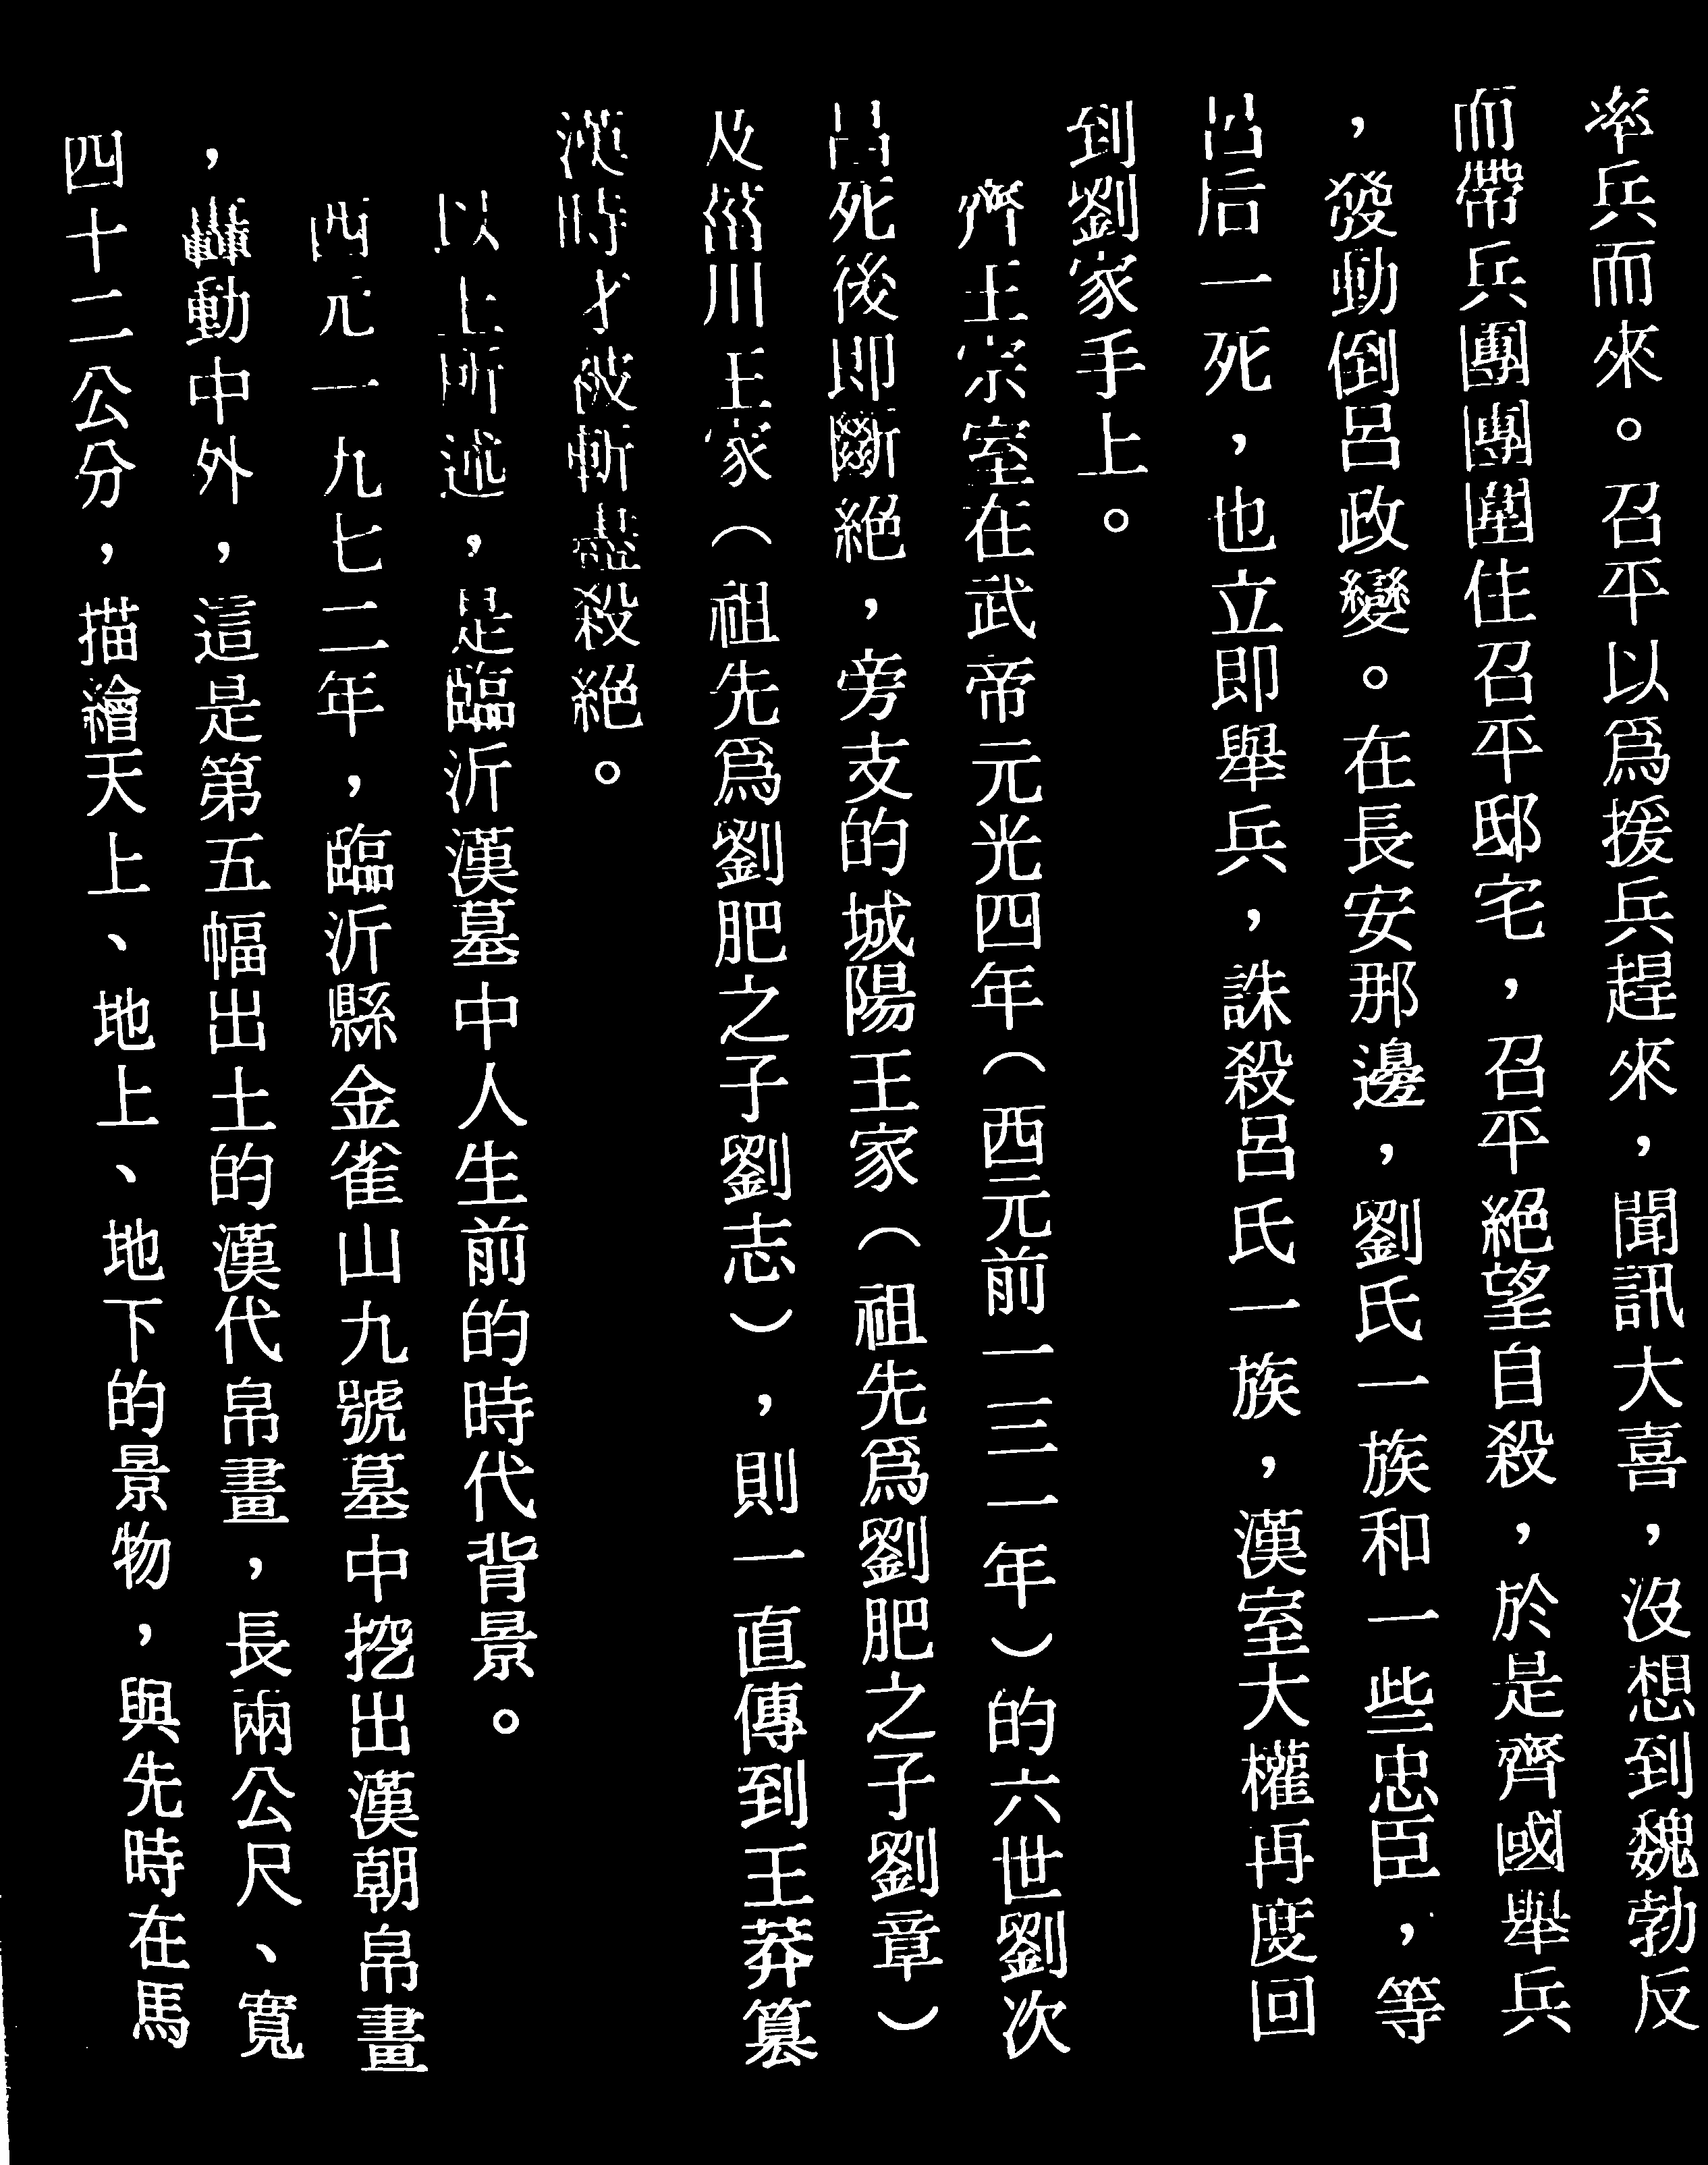 率兵而來。召平以爲援兵趕來，聞訊大喜，沒想到魏勃反
而帶兵團團圍住召平邸宅，召平絕望自殺，於是齊國舉兵
，發動倒呂政變。在長安那邊，劉氏一族和一些忠臣，等
呂后一死，也立即舉兵，誅殺呂氏一族，漢室大權再度回
到劉家手上。
齊王宗室在武帝元光四年（西元前一三一年）的六世劉次
昌死後即斷絕，旁支的城陽王家（祖先爲劉肥之子劉章）
及菑川王家（祖先爲劉肥之子劉志），則一直傳到王莽篡
漢時才被斬盡殺絕。
以上所述，是臨沂漢墓中人生前的時代背景。
西元一九七二年，臨沂縣金雀山九號墓中挖出漢朝帛畫
，轟動中外，這是第五幅出土的漢代帛畫，長兩公尺、寬
四十二公分，描繪天上、地上、地下的景物，與先時在馬